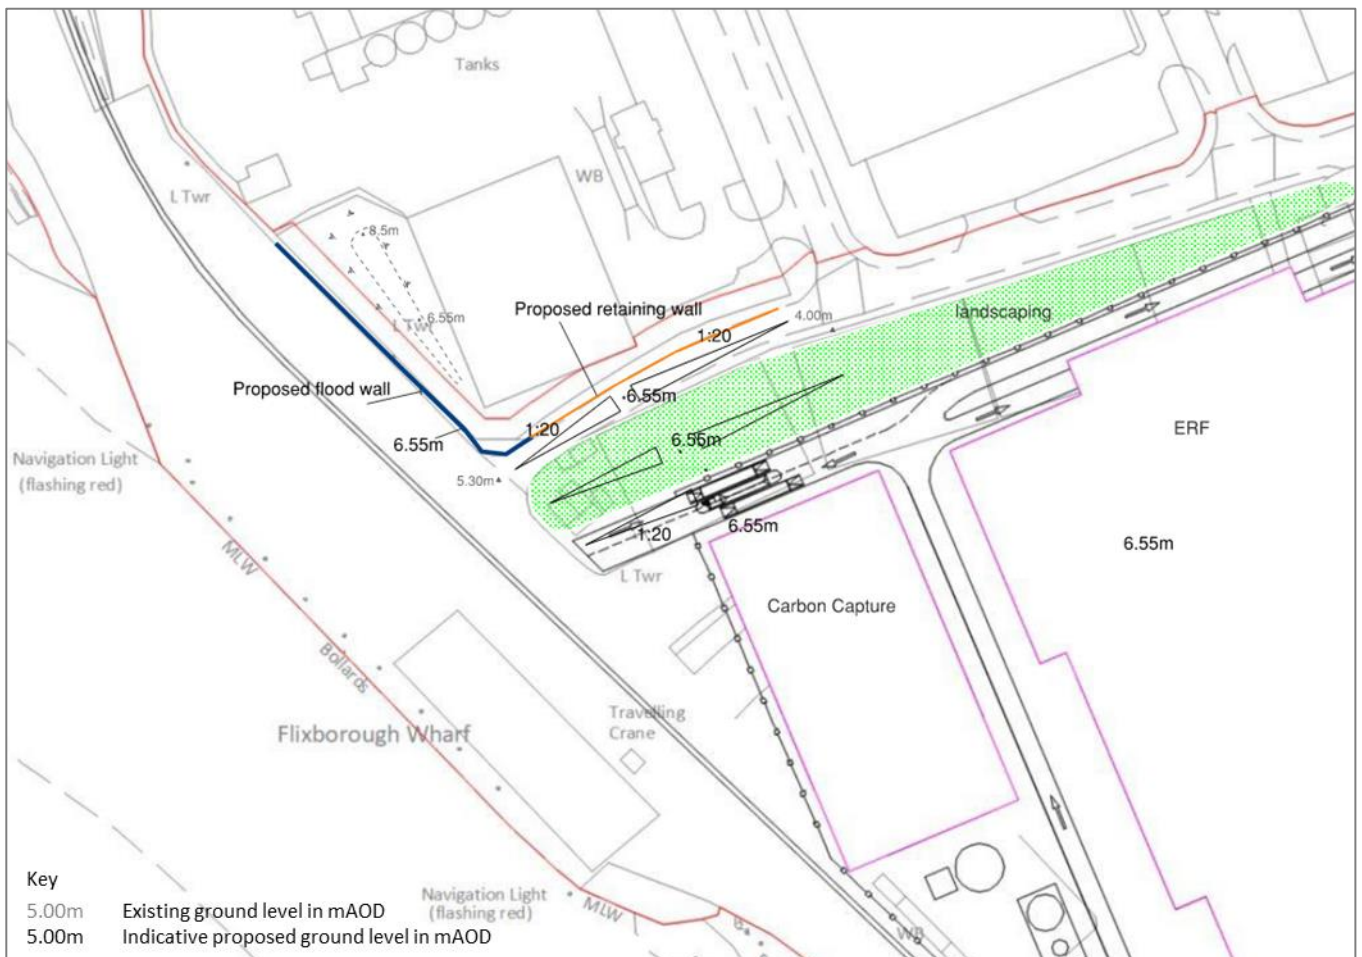 Tanks
WB
L Twr
8.5m
6.55m
L Twr
Proposed retaining wall
4.00m
landscaping
1:20
Proposed flood wall
6.55m
1:20
6.55m
6.55m
ERF
Navigation Light
(flashing red)
5.30m
1:20
6.55m
6.55m
MLW
L Twr
Carbon Capture
Bollards
Travelling
Crane
Flixborough Wharf
Key
5.00m Existing ground level in mAOD
5.00m Indicative proposed ground level in mAOD
Navigation Light
(flashing red)
MLW
WB